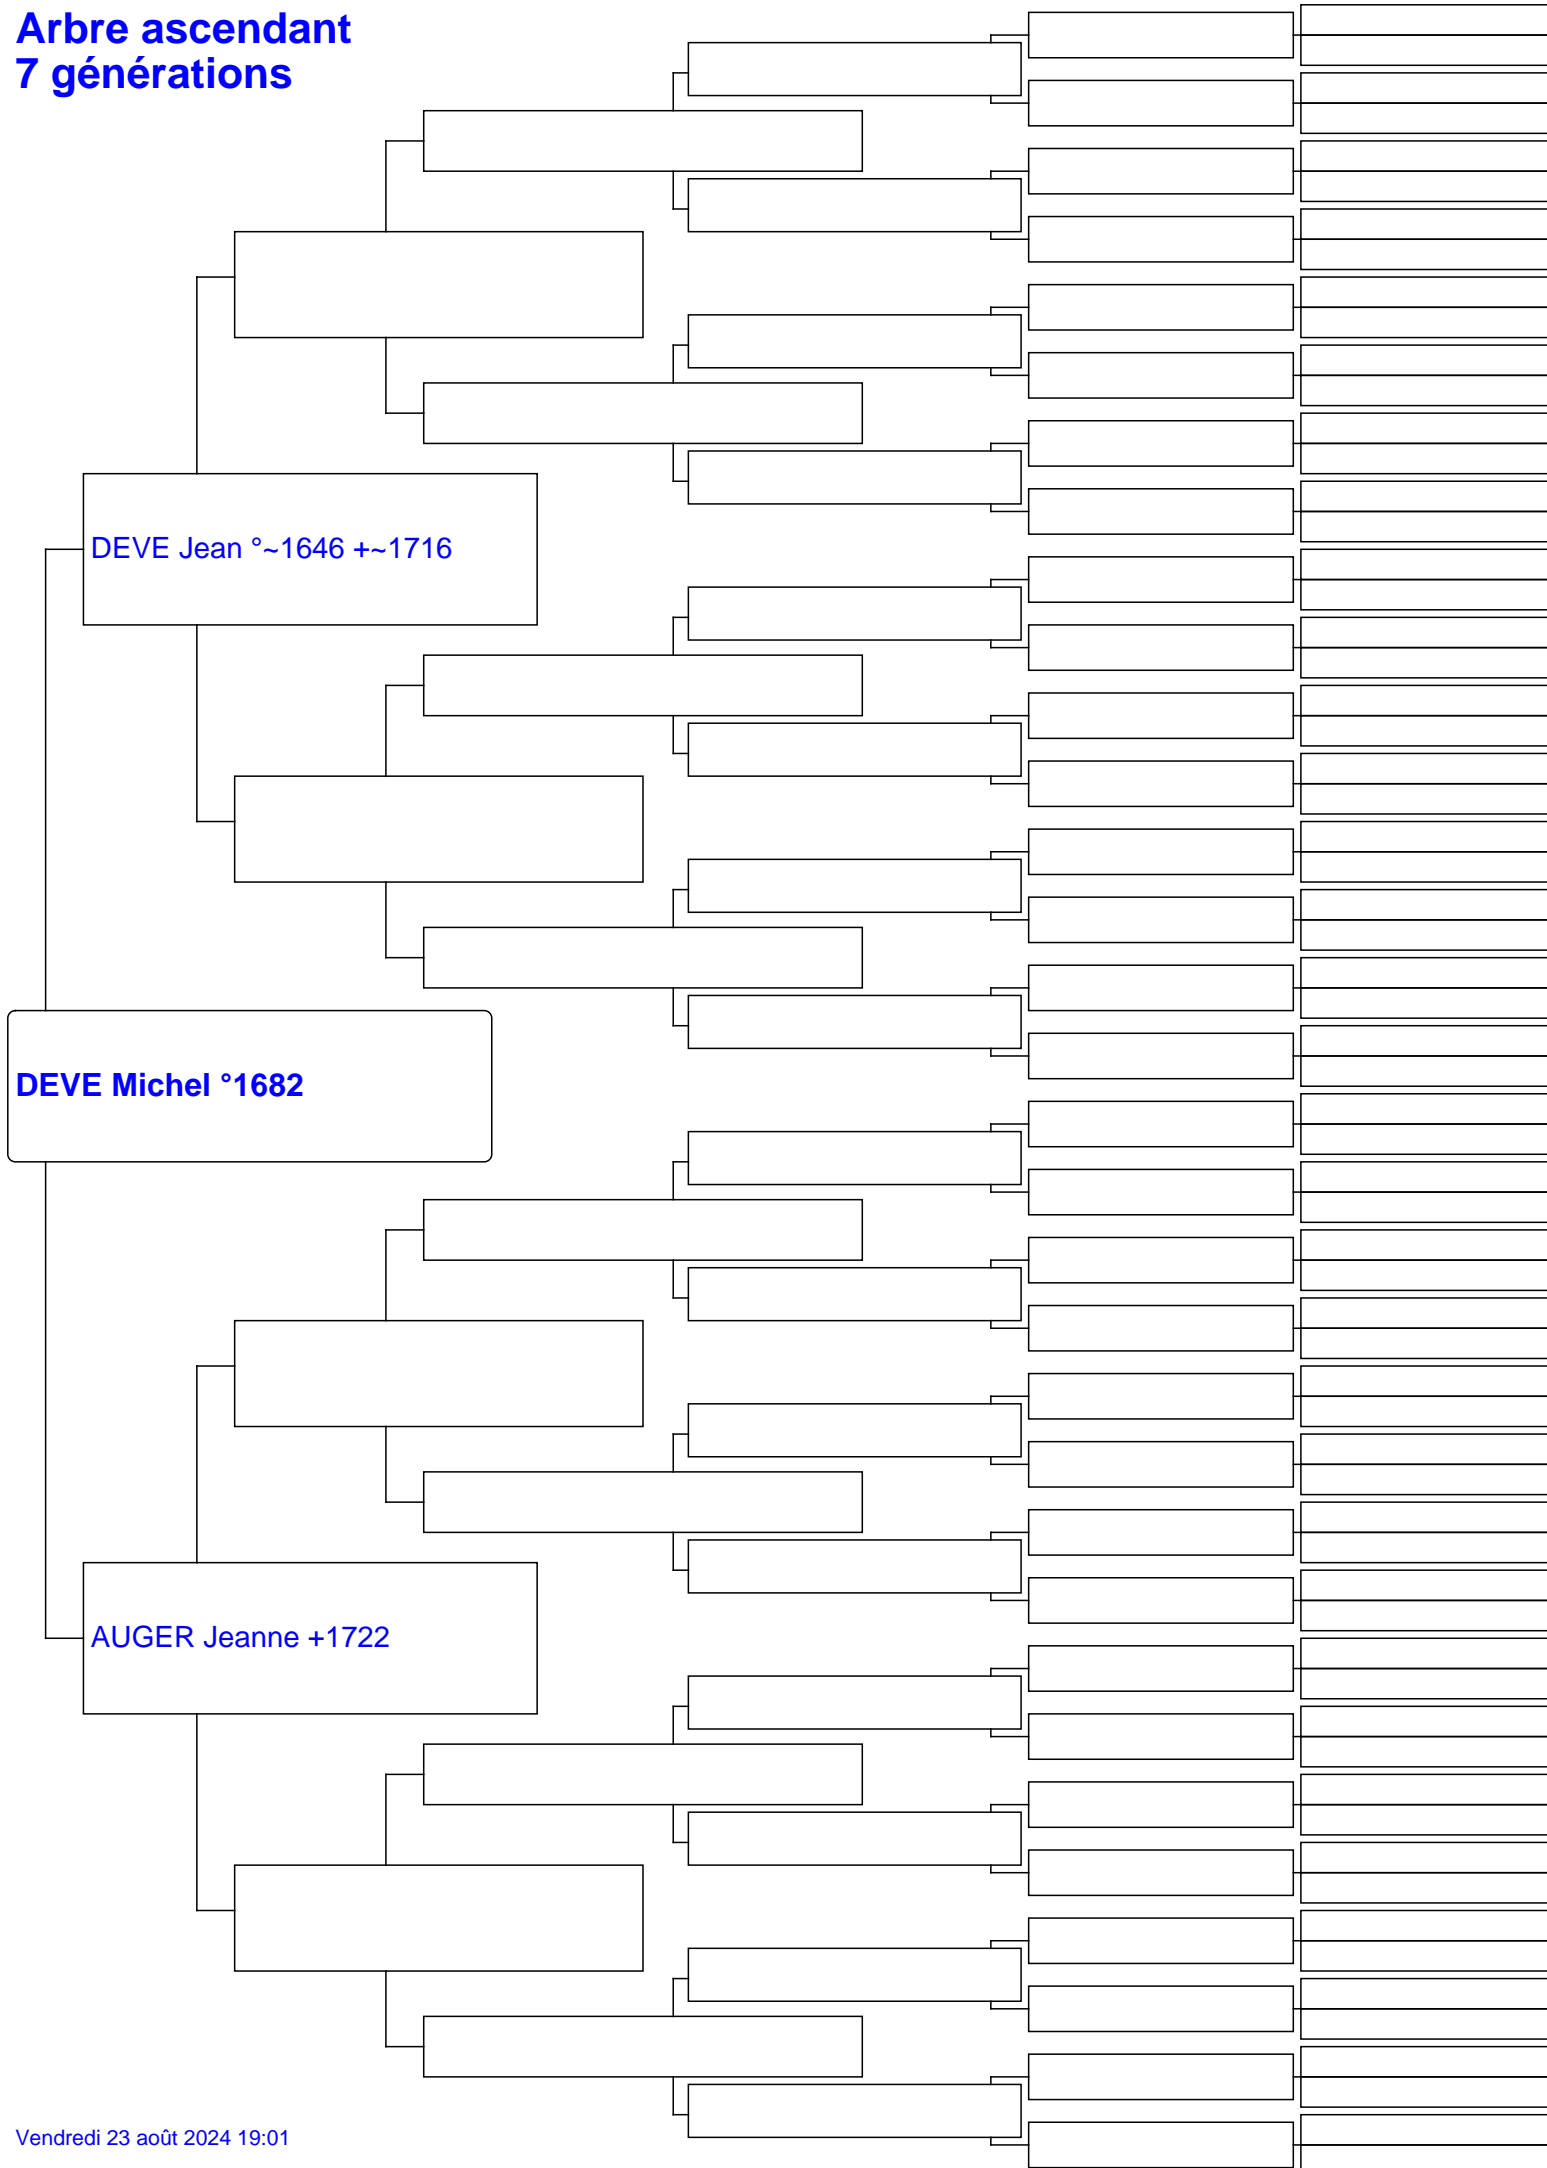 Arbre ascendant
7 générations
DEVE Jean °~1646 +~1716
DEVE Michel °1682
AUGER Jeanne +1722
Vendredi 23 août 2024 19:01